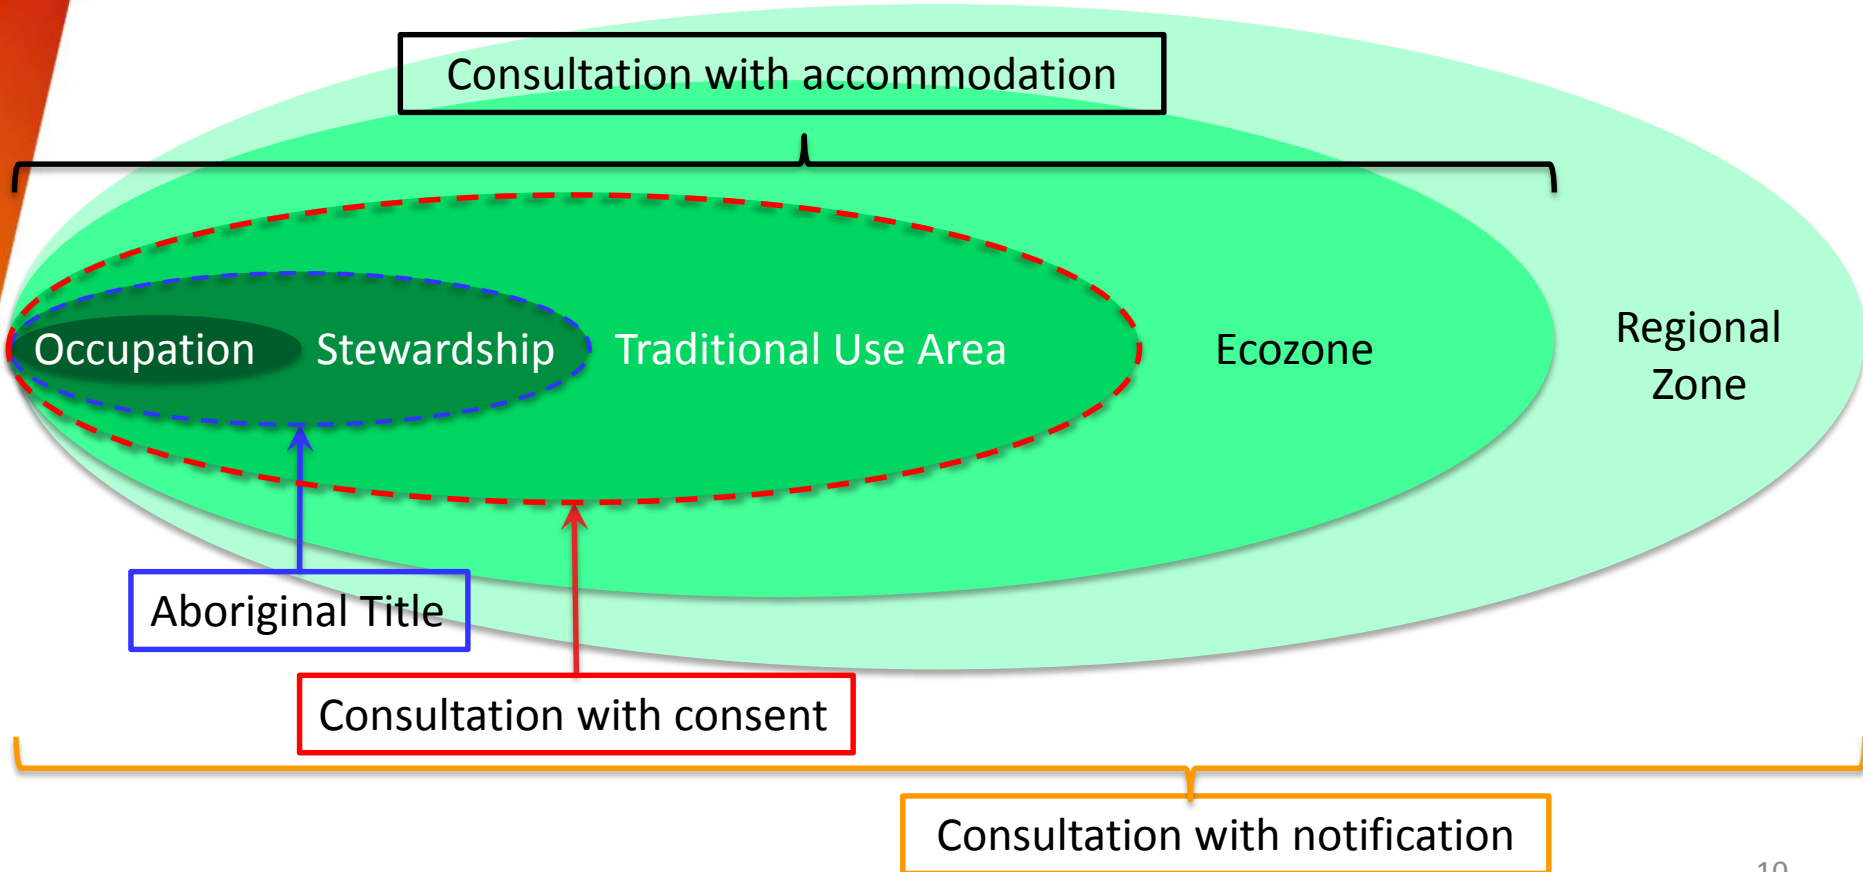 Consultation with accommodation
Occupation
Stewardship
Traditional Use Area
Ecozone
Regional
Zone
Aboriginal Title
Consultation with consent
Consultation with notification
10